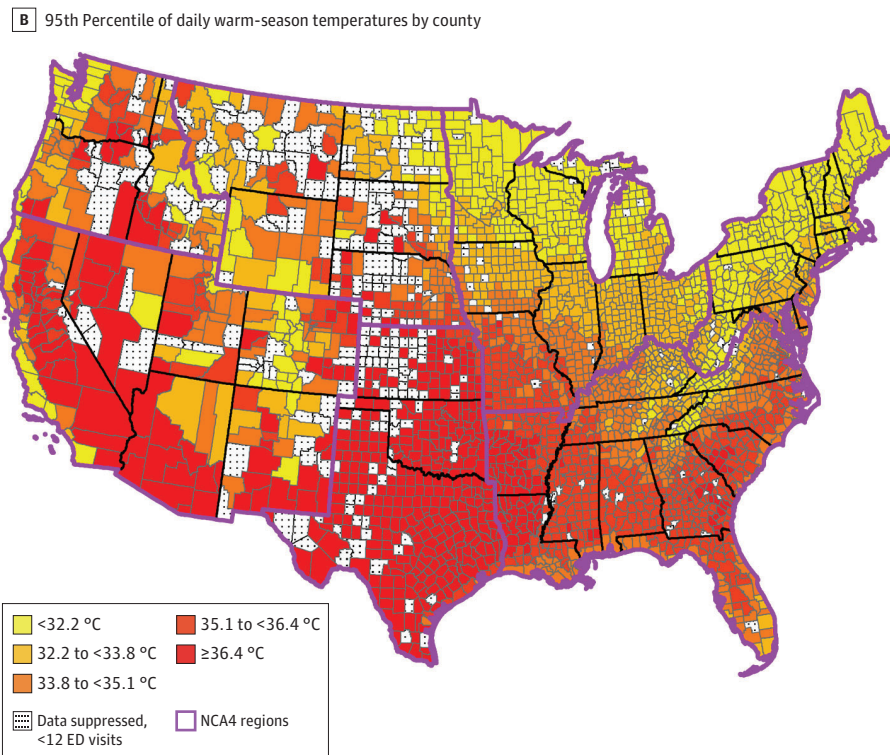 B 95th Percentile of daily warm-season temperatures by county
<32.2 °C
35.1 to <36.4 °C
32.2 to <33.8 °C
≥36.4 °C
33.8 to <35.1 °C
Data suppressed,
<12 ED visits
NCA4 regions